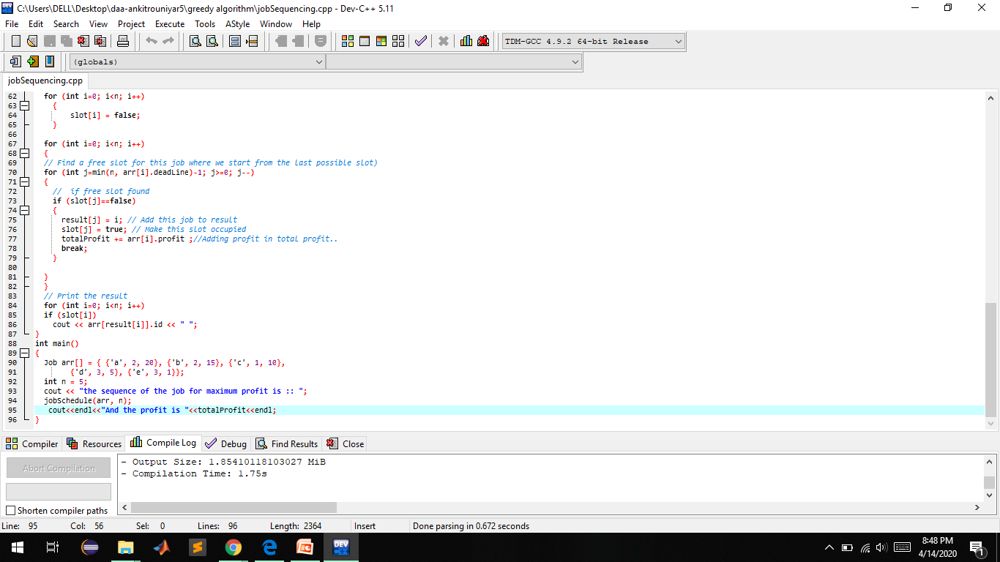 C:\Users\DELL\Desktop\daa-ankitrouniyar5\greedy algorithm\jobSequencing.cpp - Dev-C++ 5.11
File Edit Search View Project Execute Tools AStyle Window Help
TDM-GCC 4.9.2 64-bit Release
(globals)
jobSequencing.cpp
62 for (int i=0; i<n; i++)
63 {
64 slot[i] = false;
65 }
66
67 for (int i=0; i<n; i++)
68 {
69 // Find a free slot for this job where we start from the last possible slot)
70 for (int j=min(n, arr[i].deadLine)-1; j>=0; j--)
71 {
72 // if free slot found
73 if (slot[j]==false)
74 {
75 result[j] = i; // Add this job to result
76 slot[j] = true; // Make this slot occupied
77 totalProfit += arr[i].profit ;//Adding profit in total profit..
78 break;
79 }
80
81 }
82 }
83 // Print the result
84 for (int i=0; i<n; i++)
85 if (slot[i])
86 cout << arr[result[i]].id << " ";
87 }
88 int main()
89 {
90 Job arr[] = { {'a', 2, 20}, {'b', 2, 15}, {'c', 1, 10},
91 {'d', 3, 5}, {'e', 3, 1}};
92 int n = 5;
93 cout << "the sequence of the job for maximum profit is :: ";
94 jobSchedule(arr, n);
95 cout<<endl<<"And the profit is "<<totalProfit<<endl;
96 }
Compiler Resources Compile Log Debug Find Results Close
Abort Compilation
- Output Size: 1.85410118103027 MiB
- Compilation Time: 1.75s
Shorten compiler paths
Line: 95 Col: 56 Sel: 0 Lines: 96 Length: 2364 Insert Done parsing in 0.672 seconds
DEV
8:48 PM
4/14/2020
1